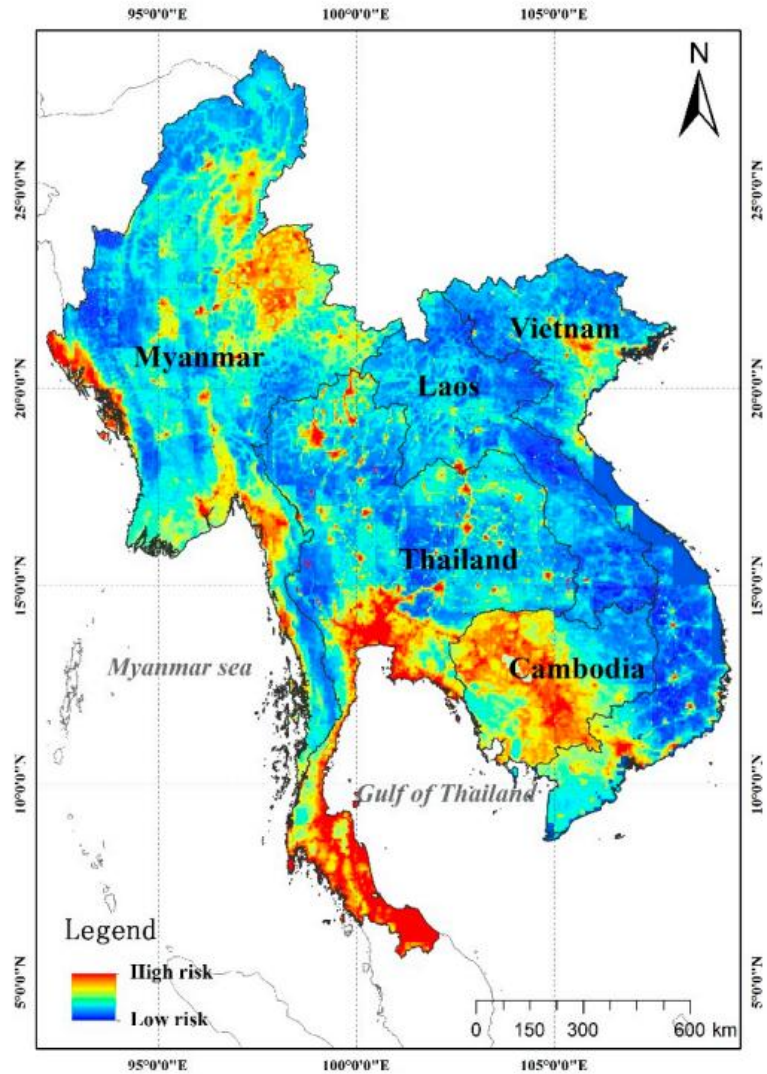 95°0'0"E 100°0'0"E 105°0'0"E
N
25°0'0"N 25°0'0"N
Vietnam
Myanmar
Laos
20°0'0"N 20°0'0"N
Thailand
15°0'0"N 15°0'0"N
Myanmar sea
Cambodia
10°0'0"N 10°0'0"N
Gulf of Thailand
Legend
High risk
Low risk
5°0'0"N 5°0'0"N
0 150 300 600 km
95°0'0"E 100°0'0"E 105°0'0"E